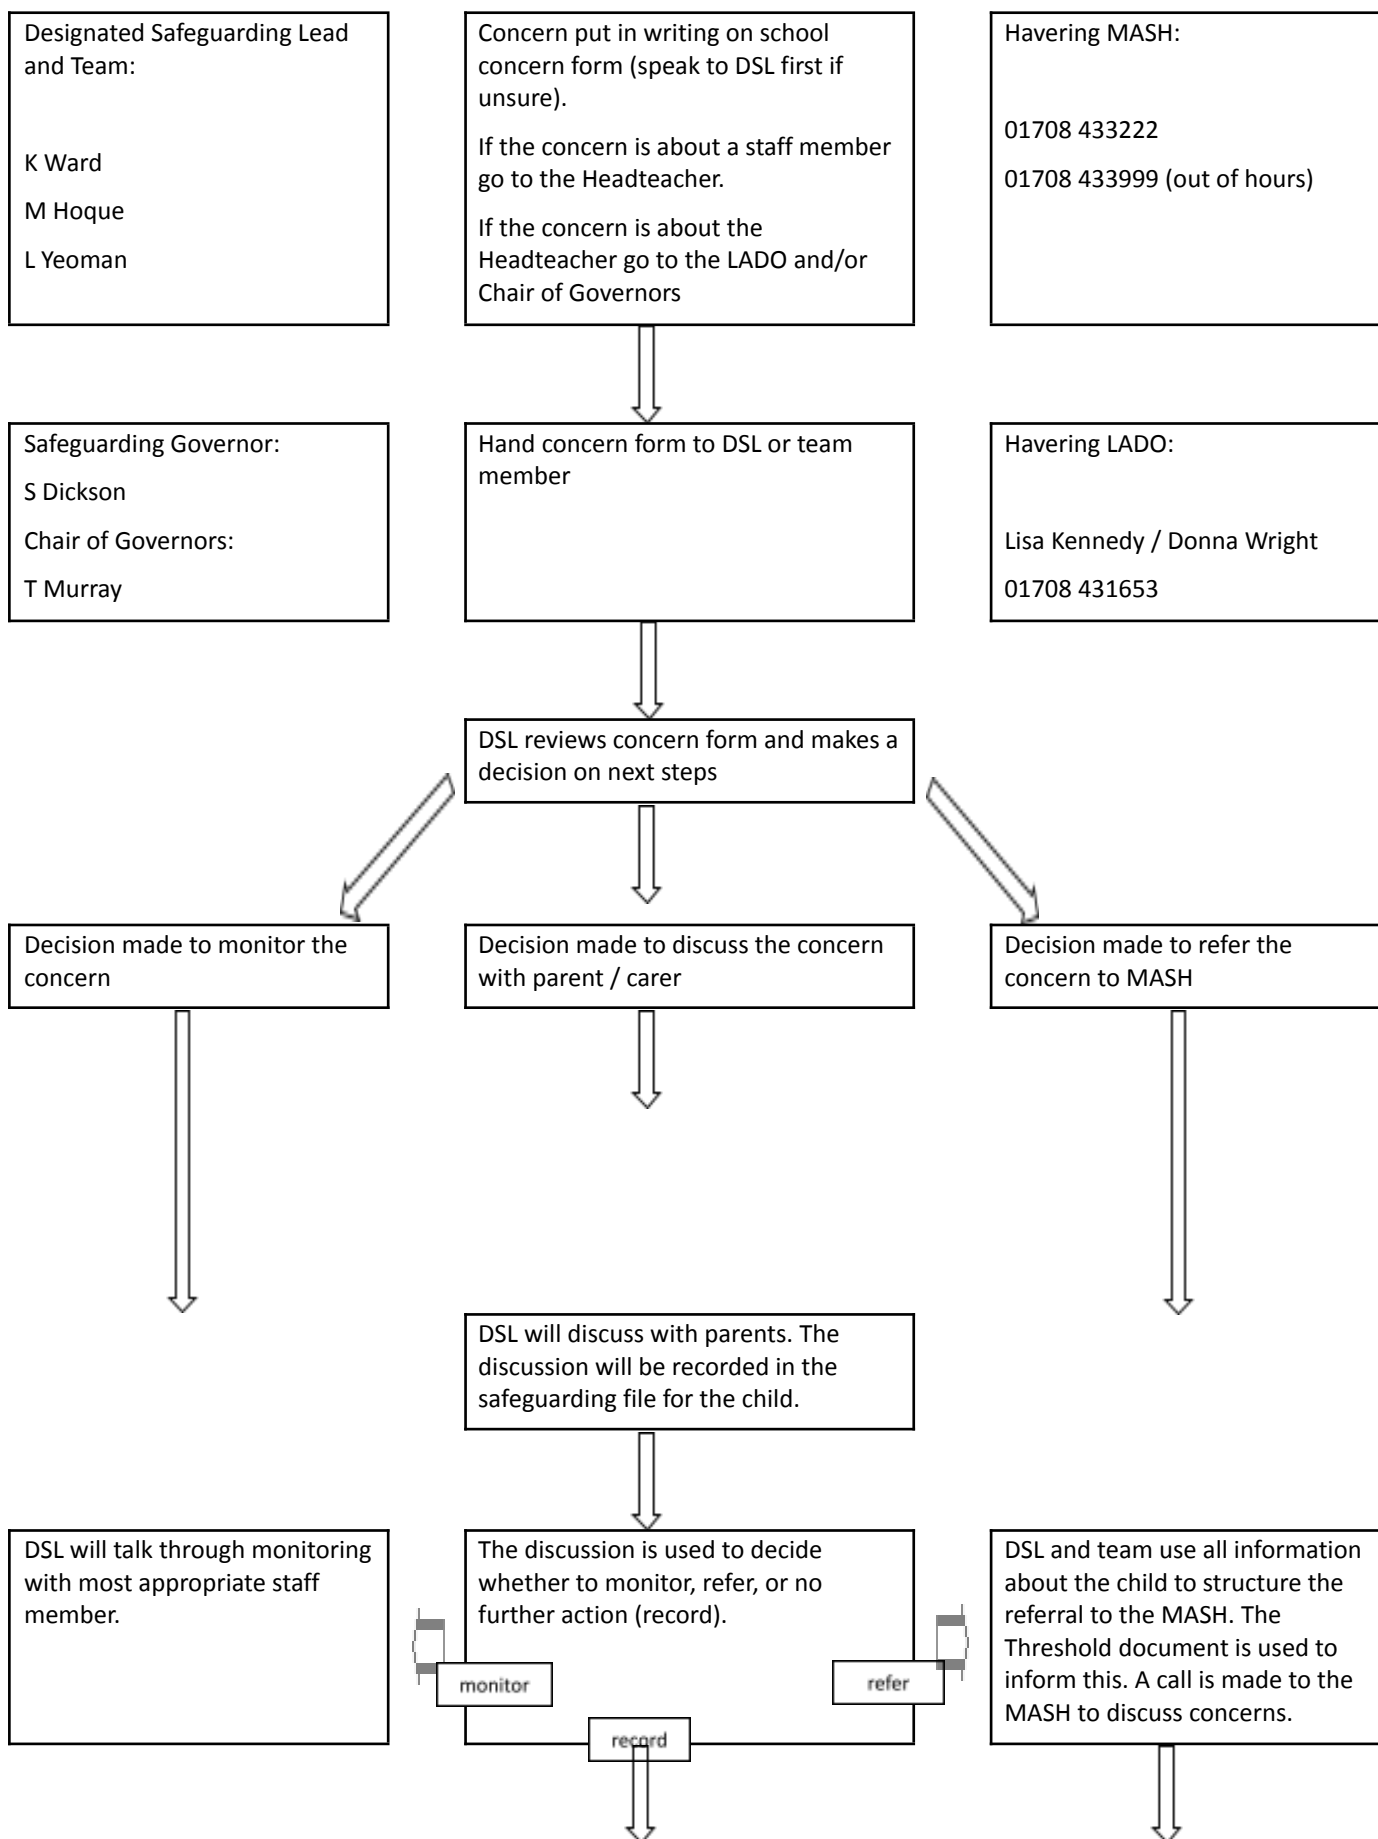 Designated Safeguarding Lead
and Team:
K Ward
M Hoque
L Yeoman
Concern put in writing on school
concern form (speak to DSL first if
unsure).
If the concern is about a staff member
go to the Headteacher.
If the concern is about the
Headteacher go to the LADO and/or
Chair of Governors
Havering MASH:
01708 433222
01708 433999 (out of hours)
Safeguarding Governor:
S Dickson
Chair of Governors:
T Murray
Hand concern form to DSL or team
member
Havering LADO:
Lisa Kennedy / Donna Wright
01708 431653
DSL reviews concern form and makes a
decision on next steps
Decision made to monitor the
concern
Decision made to discuss the concern
with parent / carer
Decision made to refer the
concern to MASH
DSL will discuss with parents. The
discussion will be recorded in the
safeguarding file for the child.
DSL will talk through monitoring
with most appropriate staff
member.
The discussion is used to decide
whether to monitor, refer, or no
further action (record).
monitor
refer
record
DSL and team use all information
about the child to structure the
referral to the MASH. The
Threshold document is used to
inform this. A call is made to the
MASH to discuss concerns.